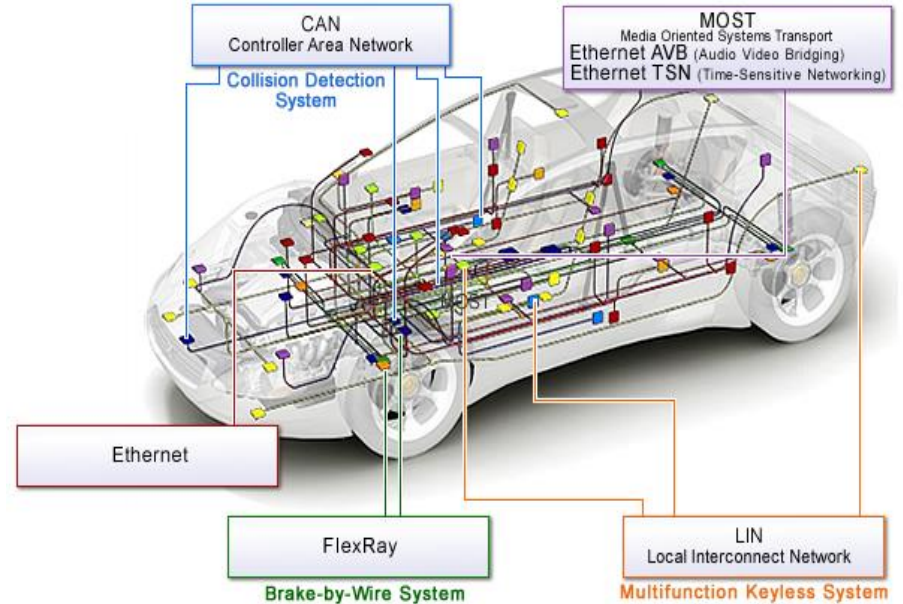 CAN
Controller Area Network
Collision Detection
System
MOST
Media Oriented Systems Transport
Ethernet AVB (Audio Video Bridging)
Ethernet TSN (Time-Sensitive Networking)
MOST
Ethernet
FlexRay
Brake-by-Wire System
LIN
Local Interconnect Network
Multifunction Keyless System